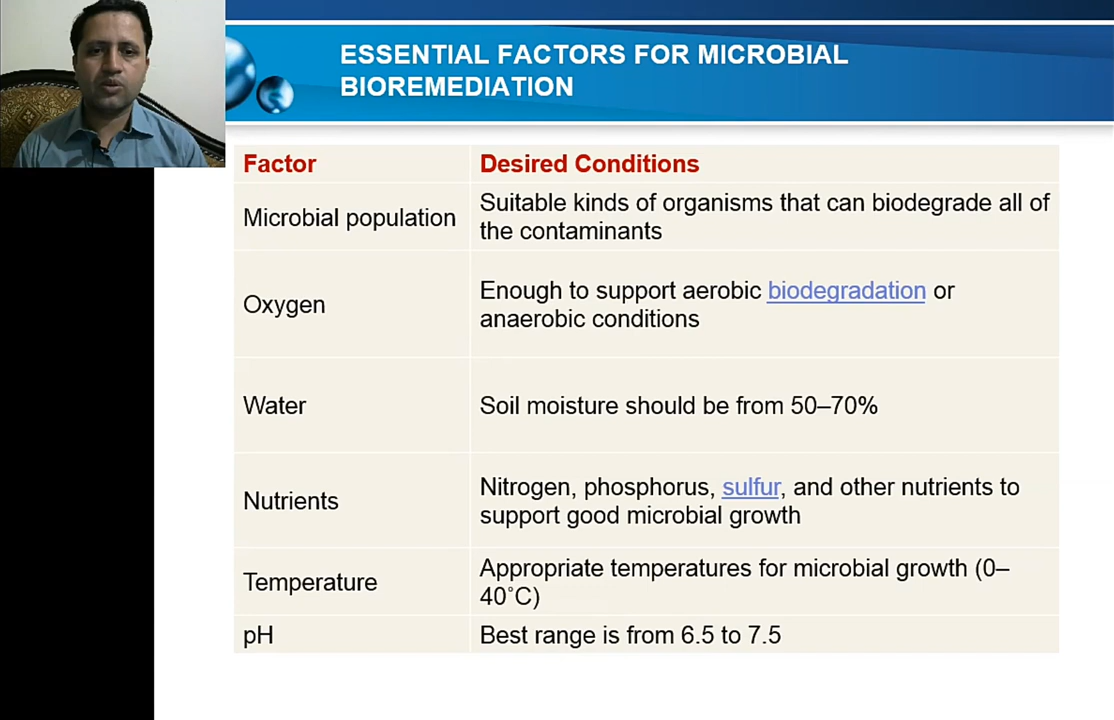 ESSENTIAL FACTORS FOR MICROBIAL
BIOREMEDIATION
Factor
Desired Conditions
Microbial population
Suitable kinds of organisms that can biodegrade all of
the contaminants
Oxygen
Enough to support aerobic biodegradation or
anaerobic conditions
Water
Soil moisture should be from 50–70%
Nutrients
Nitrogen, phosphorus, sulfur, and other nutrients to
support good microbial growth
Temperature
Appropriate temperatures for microbial growth (0–
40˚C)
pH
Best range is from 6.5 to 7.5